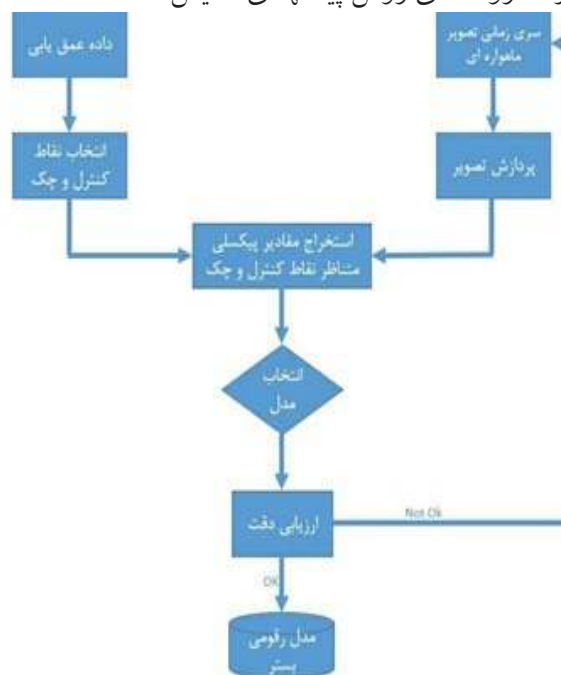 سری زمانی تصویر
ماهواره ای
داده عمق یابی
پردازش تصویر
انتخاب نقاط
کنترل و چک
استخراج مقادیر پیکسلی
متناظر نقاط کنترل و چک
انتخاب
مدل
ارزیابی دقت
Not Ok
OK
مدل رقومی
بستر